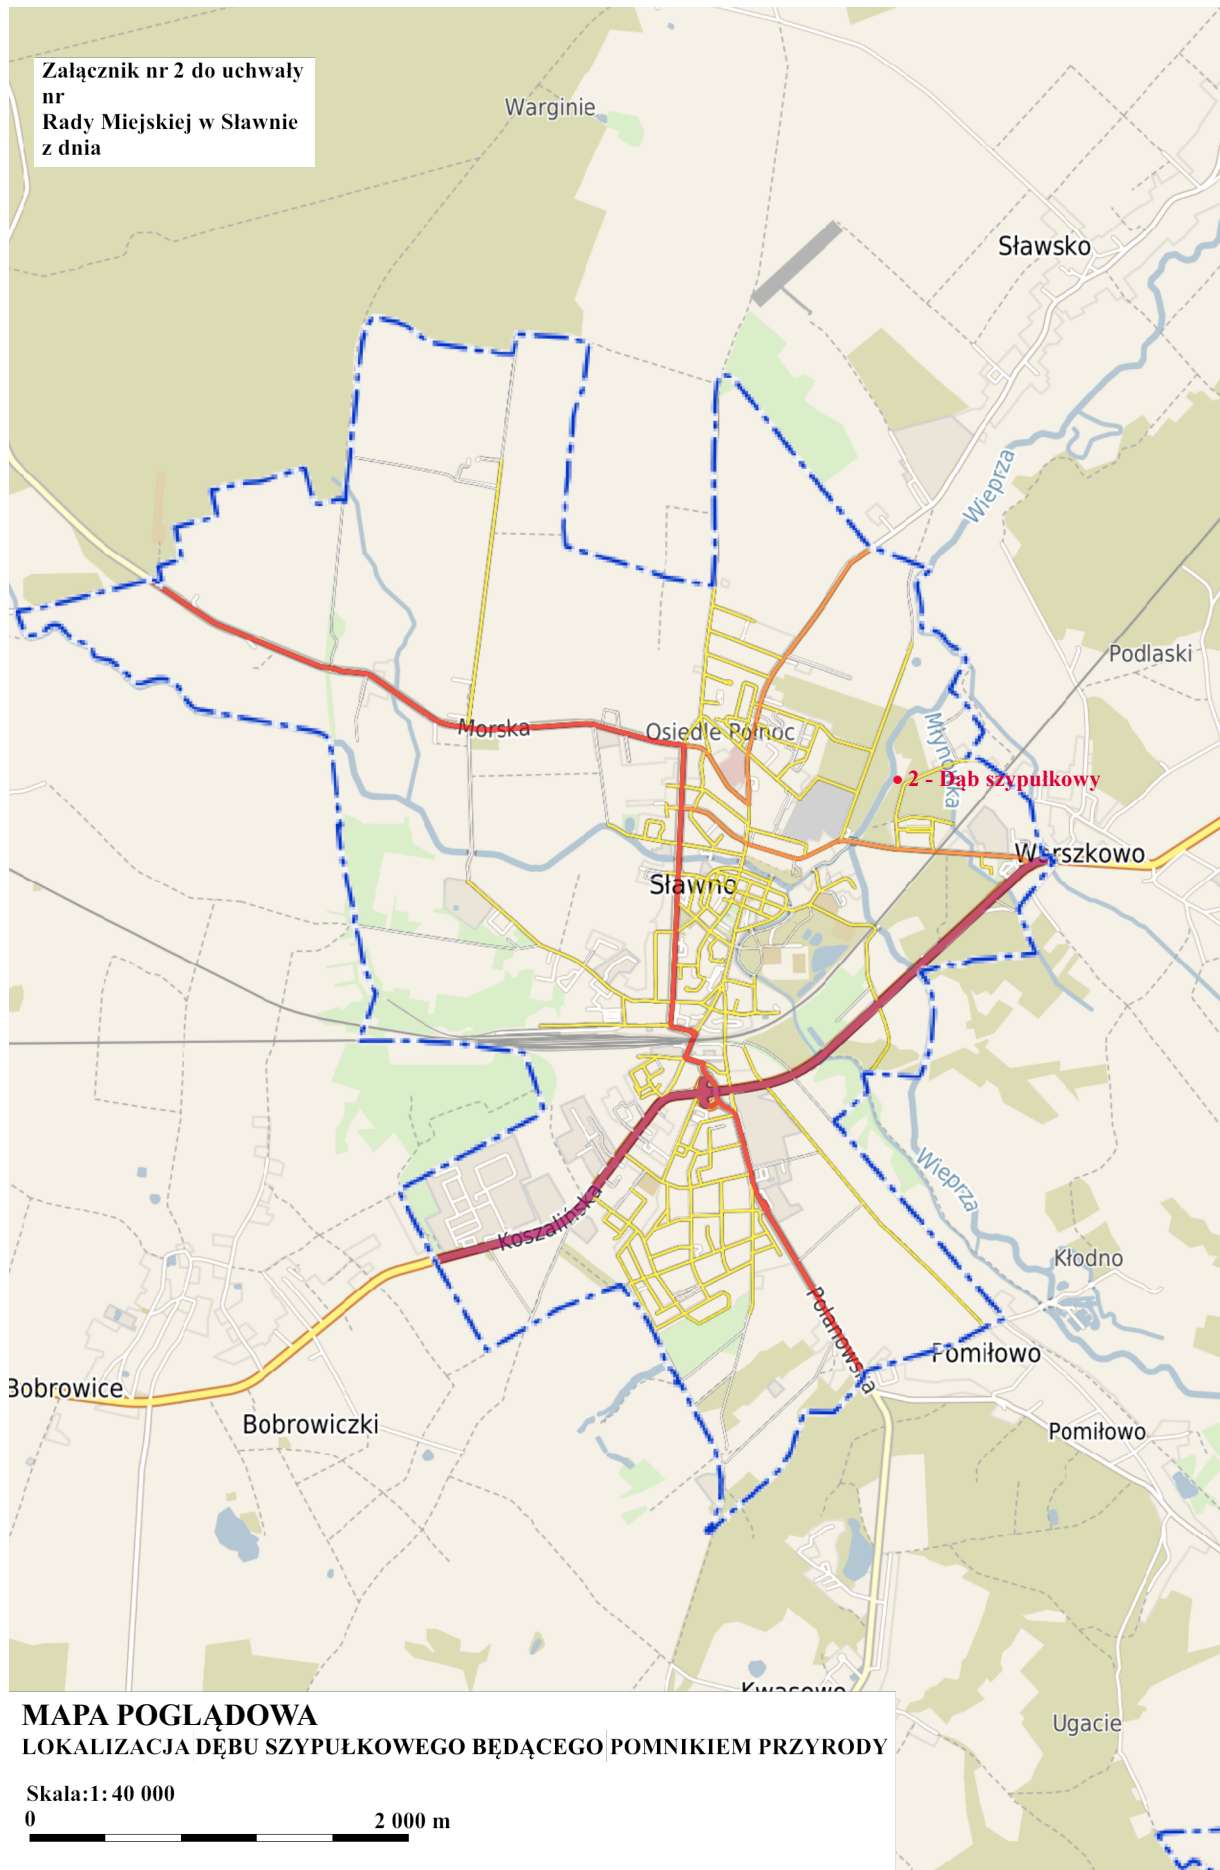 Załącznik nr 2 do uchwały
nr
Rady Miejskiej w Sławnie
z dnia
Warginie
Sławsko
Wieprza
Podlaski
Morska
Osiedle Północ
Młynówka
2 - Dąb szypułkowy
Warszkowo
Sławno
Wieprza
Koszalińska
Kłodno
Polanowska
Pomiłowo
Bobrowice
Bobrowiczki
Pomiłowo
Kwasowo
Ugacie
MAPA POGLĄDOWA
LOKALIZACJA DĘBU SZYPUŁKOWEGO BĘDĄCEGO POMNIKIEM PRZYRODY
Skala:1: 40 000
0 2 000 m